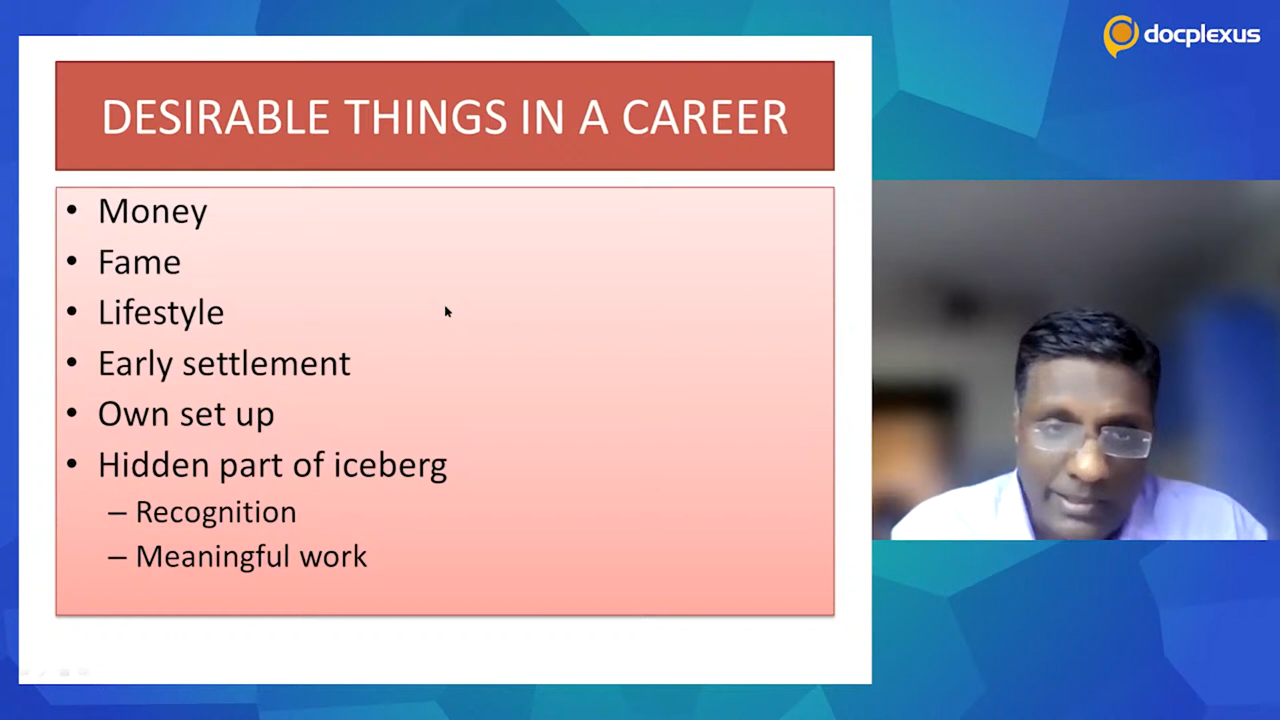 docplexus
DESIRABLE THINGS IN A CAREER
• Money
• Fame
• Lifestyle
• Early settlement
• Own set up
• Hidden part of iceberg
– Recognition
– Meaningful work